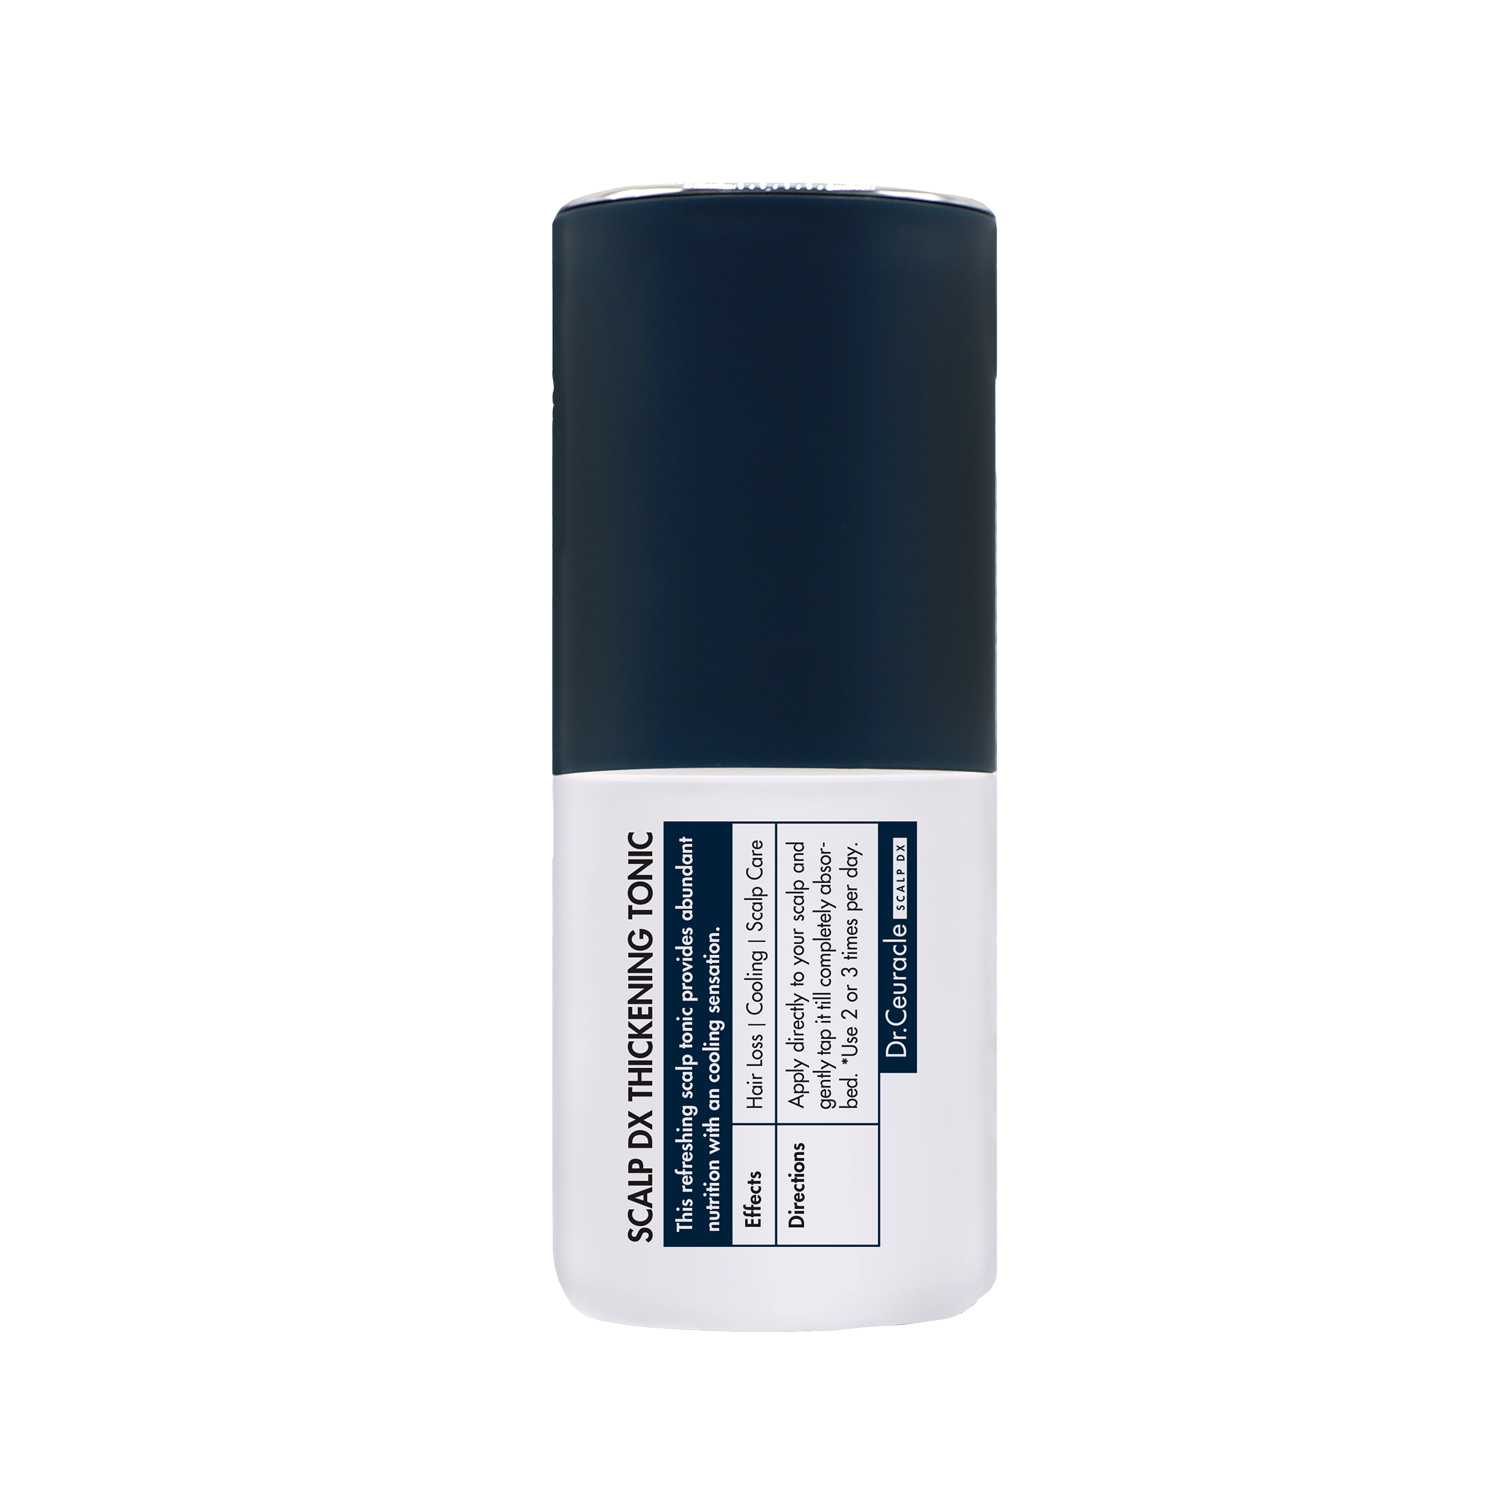 SCALP DX THICKENING TONIC
This refreshing scalp tonic provides abundant
nutrition with an cooling sensation.
Effects
Hair Loss | Cooling | Scalp Care
Directions
Apply directly to your scalp and
gently tap it till completely absor-
bed. *Use 2 or 3 times per day.
Dr.Ceuracle SCALP DX